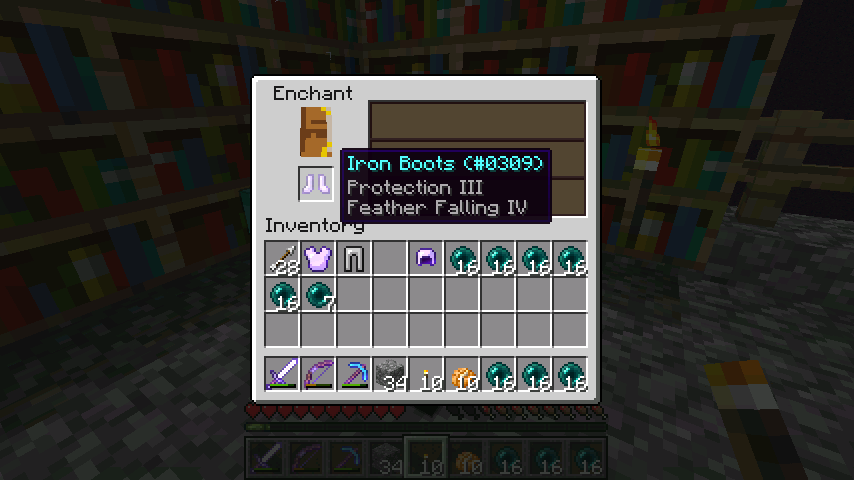 Enchant
Iron Boots (#0309)
Protection III
Feather Falling IV
Inventory
28 16 16 16 16
16 7
34 10 10 16 16 16
34 10 10 16 16 16